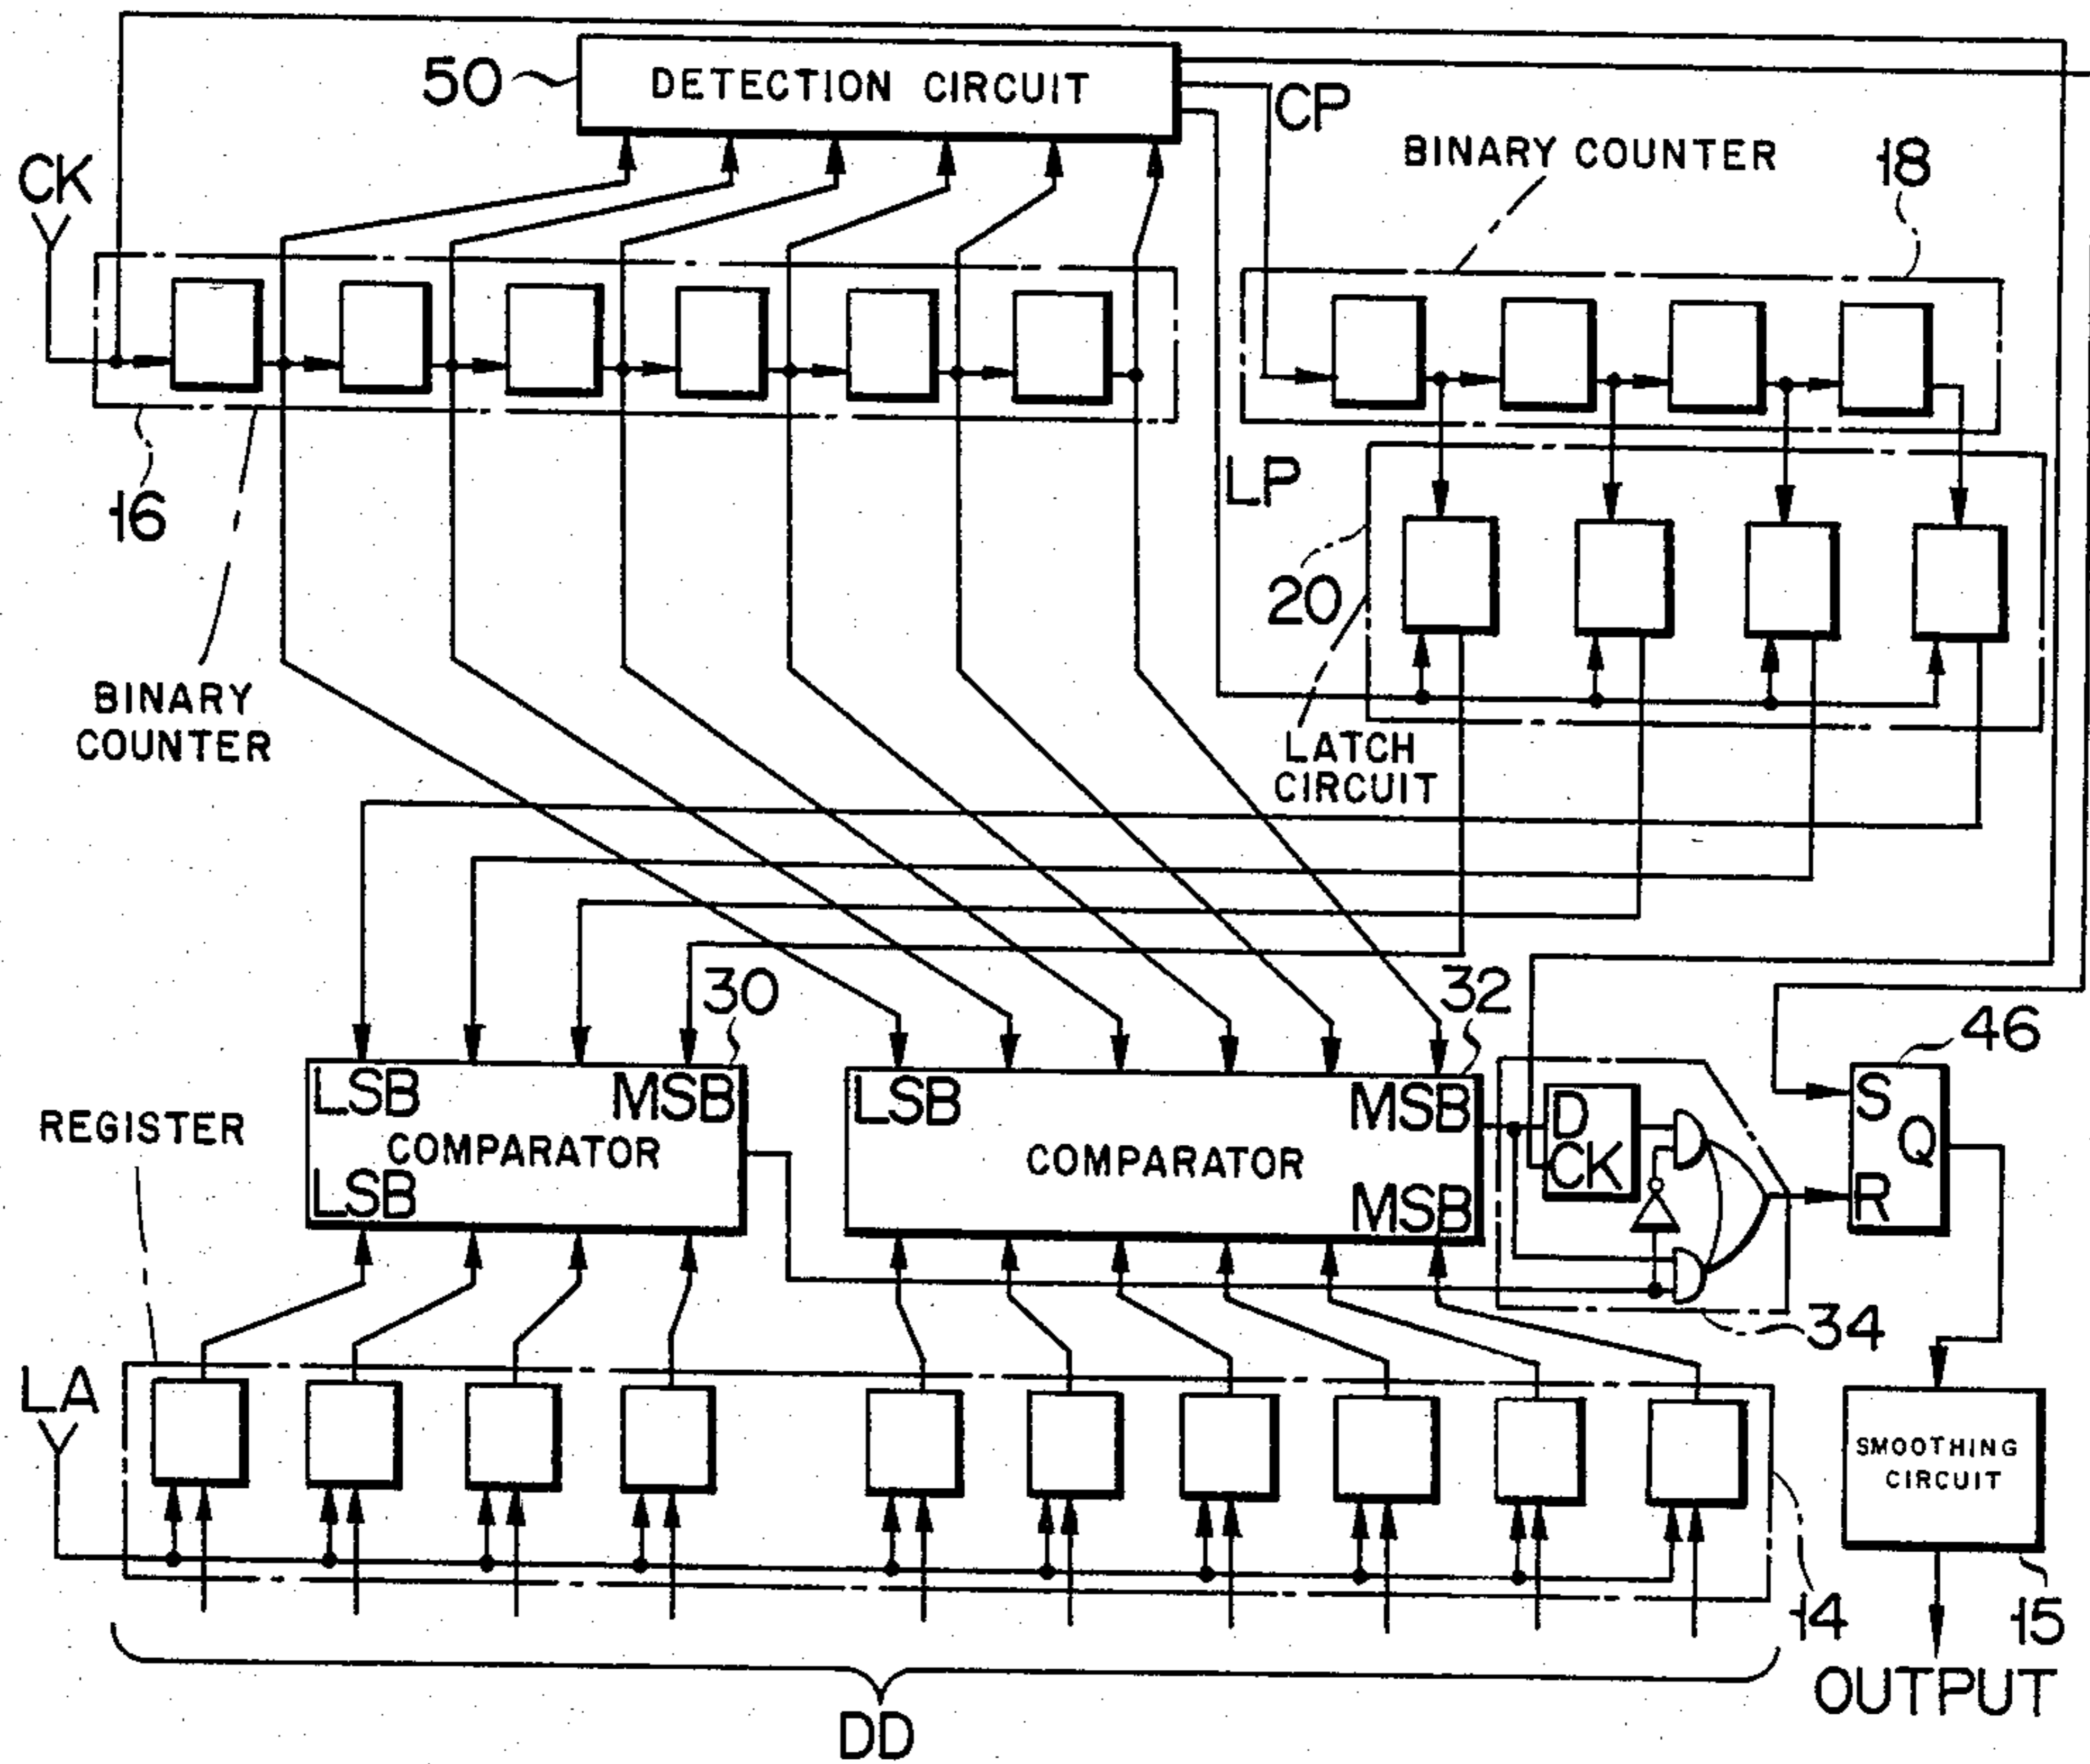 50
DETECTION CIRCUIT
CP
CK
BINARY COUNTER
18
16
BINARY
COUNTER
LP
20
LATCH
CIRCUIT
30
32
46
LSB
MSB
COMPARATOR
LSB
LSB
MSB
COMPARATOR
MSB
D
CK
S
Q
R
REGISTER
34
LA
SMOOTHING
CIRCUIT
14
15
OUTPUT
DD